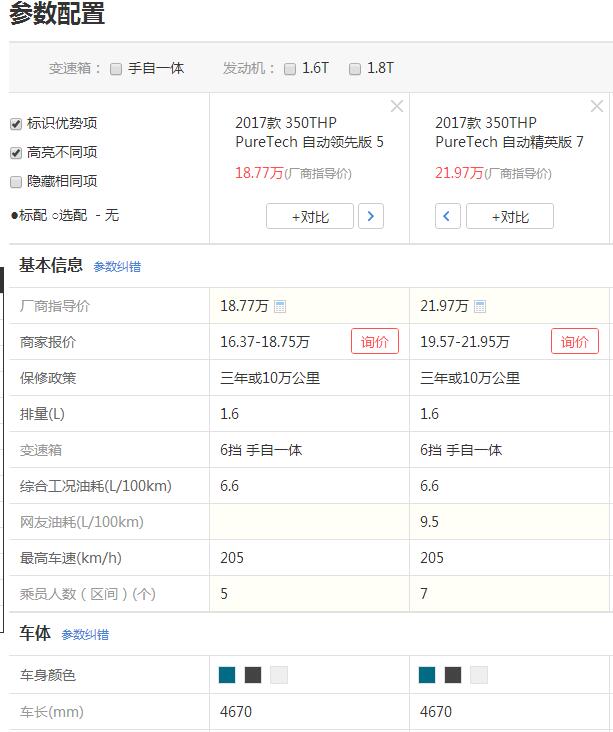 参数配置
变速箱： 手自一体 发动机： 1.6T 1.8T
标识优势项
高亮不同项
隐藏相同项
●标配 ○选配 - 无
2017款 350THP
PureTech 自动领先版 5
18.77万(厂商指导价)
+对比 >
2017款 350THP
PureTech 自动精英版 7
21.97万(厂商指导价)
< +对比
基本信息 参数纠错
厂商指导价 18.77万 21.97万
商家报价 16.37-18.75万 询价 19.57-21.95万 询价
保修政策 三年或10万公里 三年或10万公里
排量(L) 1.6 1.6
变速箱 6挡 手自一体 6挡 手自一体
综合工况油耗(L/100km) 6.6 6.6
网友油耗(L/100km) 9.5
最高车速(km/h) 205 205
乘员人数（区间）(个) 5 7
车体 参数纠错
车身颜色
车长(mm) 4670 4670